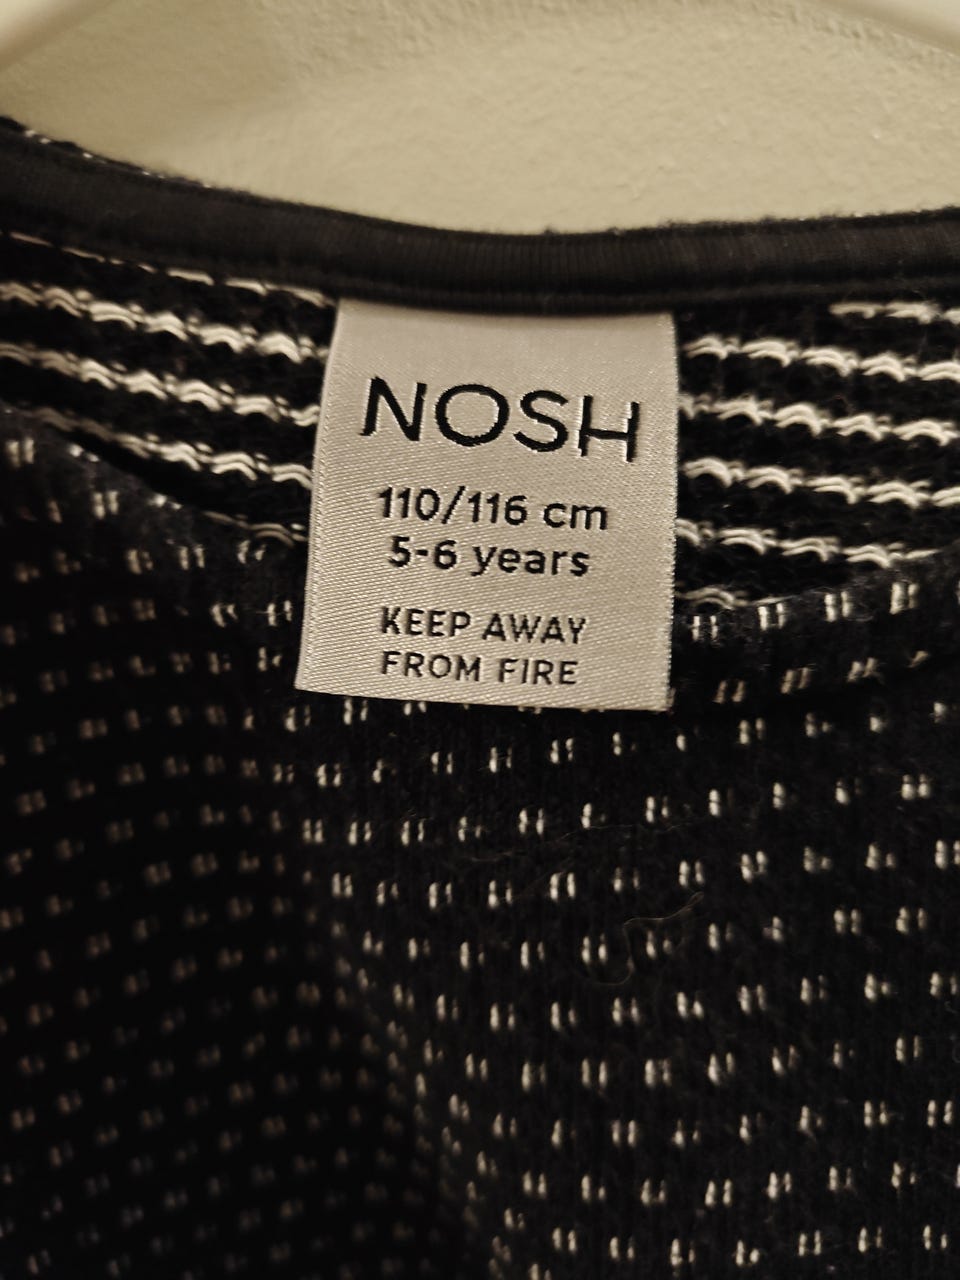 NOSH
110/116 cm
5-6 years
KEEP AWAY
FROM FIRE